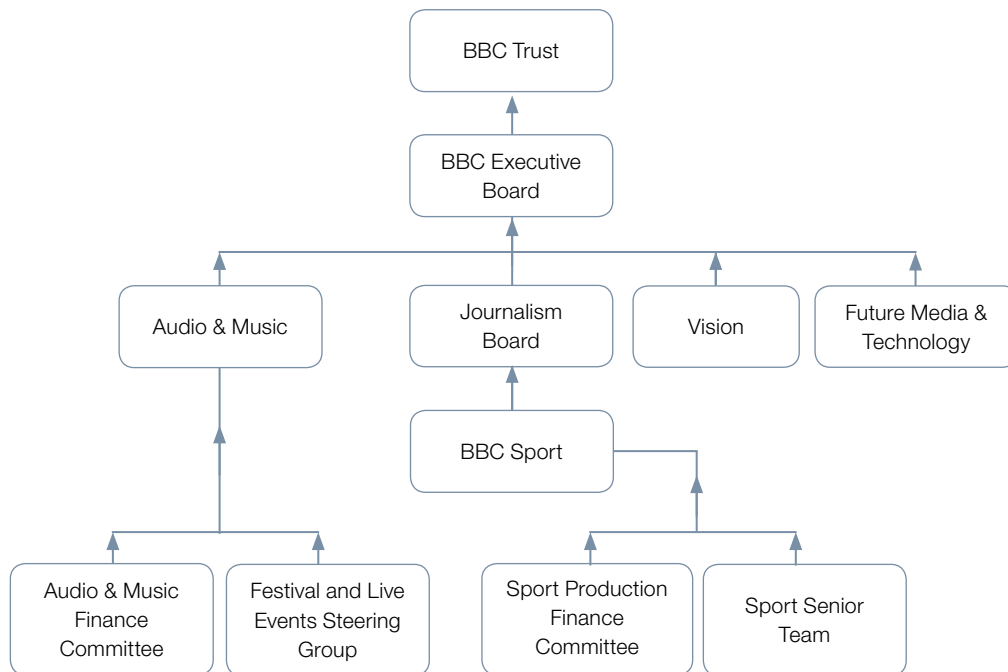 BBC Trust
BBC Executive
Board
Audio & Music
Journalism
Board
Vision
Future Media &
Technology
BBC Sport
Audio & Music
Finance
Committee
Festival and Live
Events Steering
Group
Sport Production
Finance
Committee
Sport Senior
Team